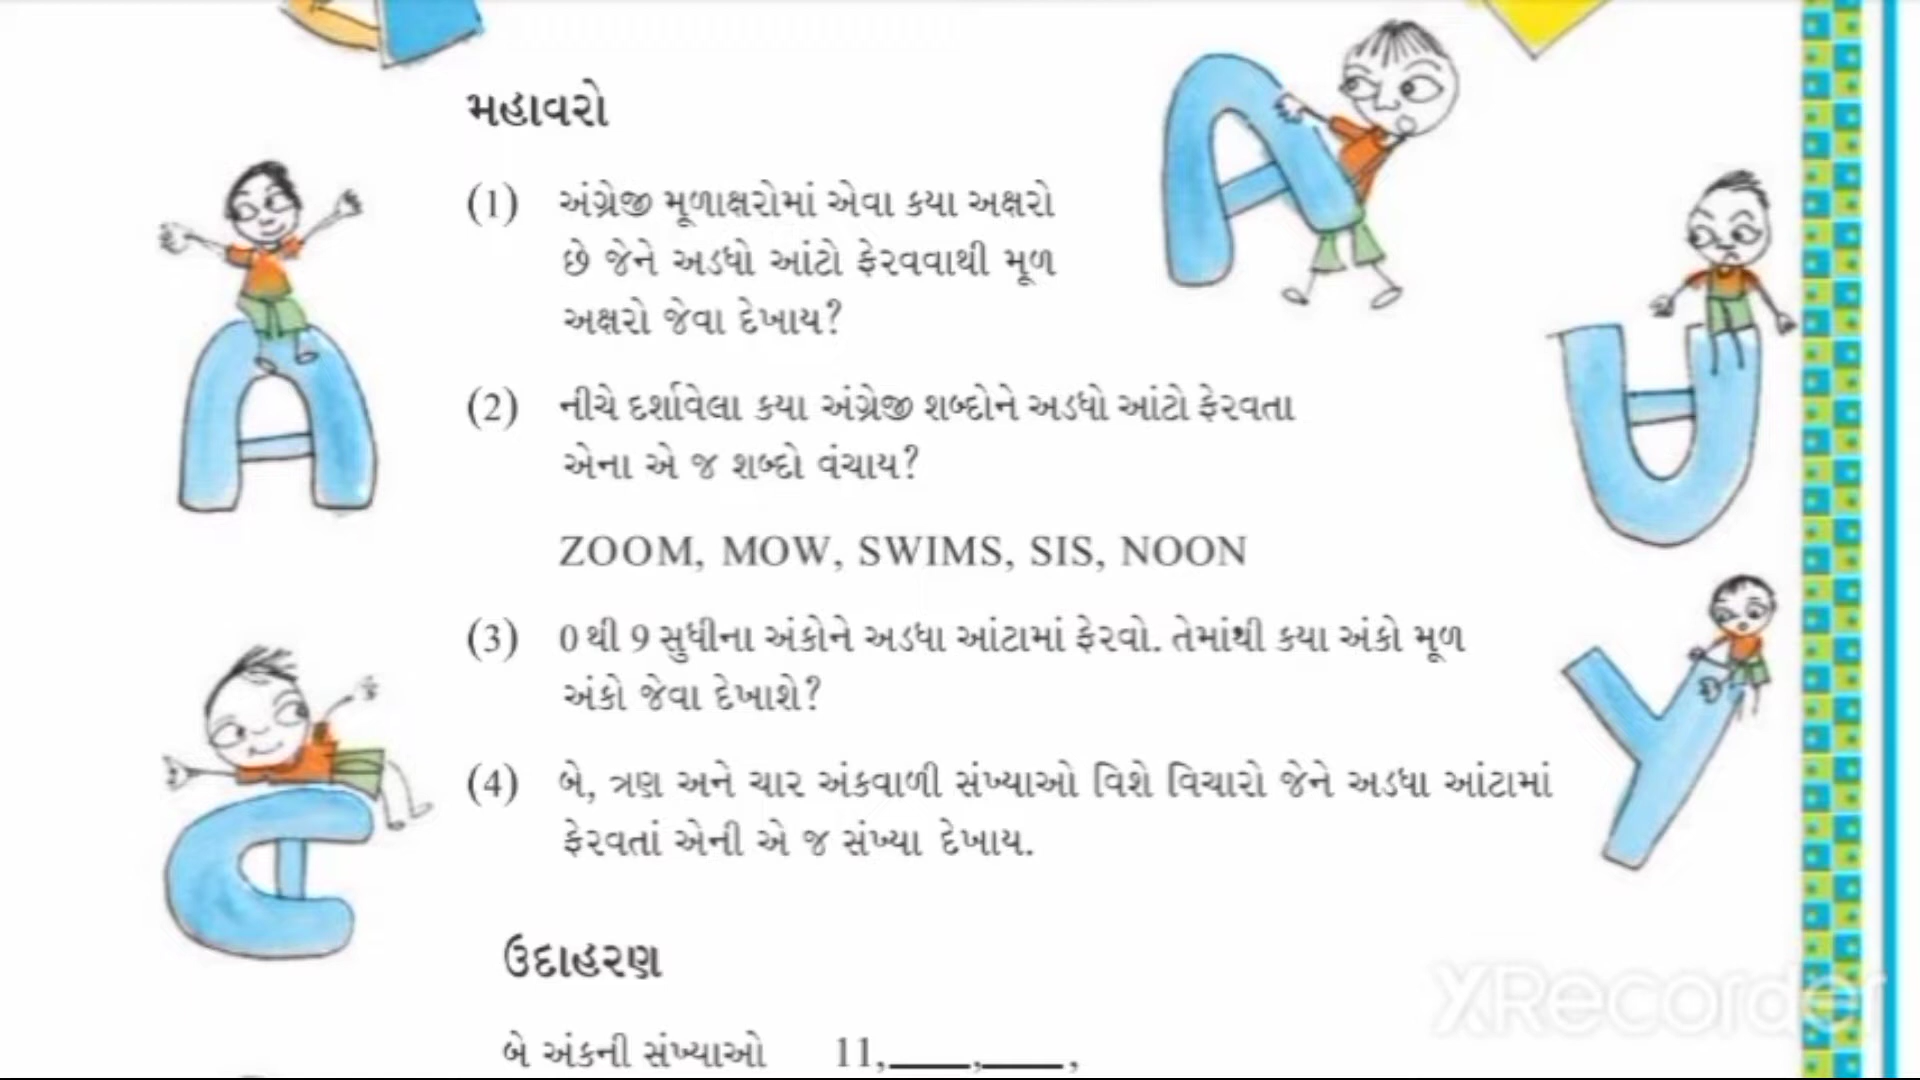 મહાવરો
(1) અંગ્રેજી મૂળાક્ષરોમાં એવા કયા અક્ષરો
છે જેને અડધો આંટો ફેરવવાથી મૂળ
અક્ષરો જેવા દેખાય?
(2) નીચે દર્શાવેલા કયા અંગ્રેજી શબ્દોને અડધો આંટો ફેરવતા
એના એ જ શબ્દો વંચાય?
ZOOM, MOW, SWIMS, SIS, NOON
(3) 0 થી 9 સુધીના અંકોને અડધા આંટામાં ફેરવો. તેમાંથી કયા અંકો મૂળ
અંકો જેવા દેખાશે?
(4) બે, ત્રણ અને ચાર અંકવાળી સંખ્યાઓ વિશે વિચારો જેને અડધા આંટામાં
ફેરવતાં એની એ જ સંખ્યા દેખાય.
ઉદાહરણ
બે અંકની સંખ્યાઓ 11,____,____,
XRecorder